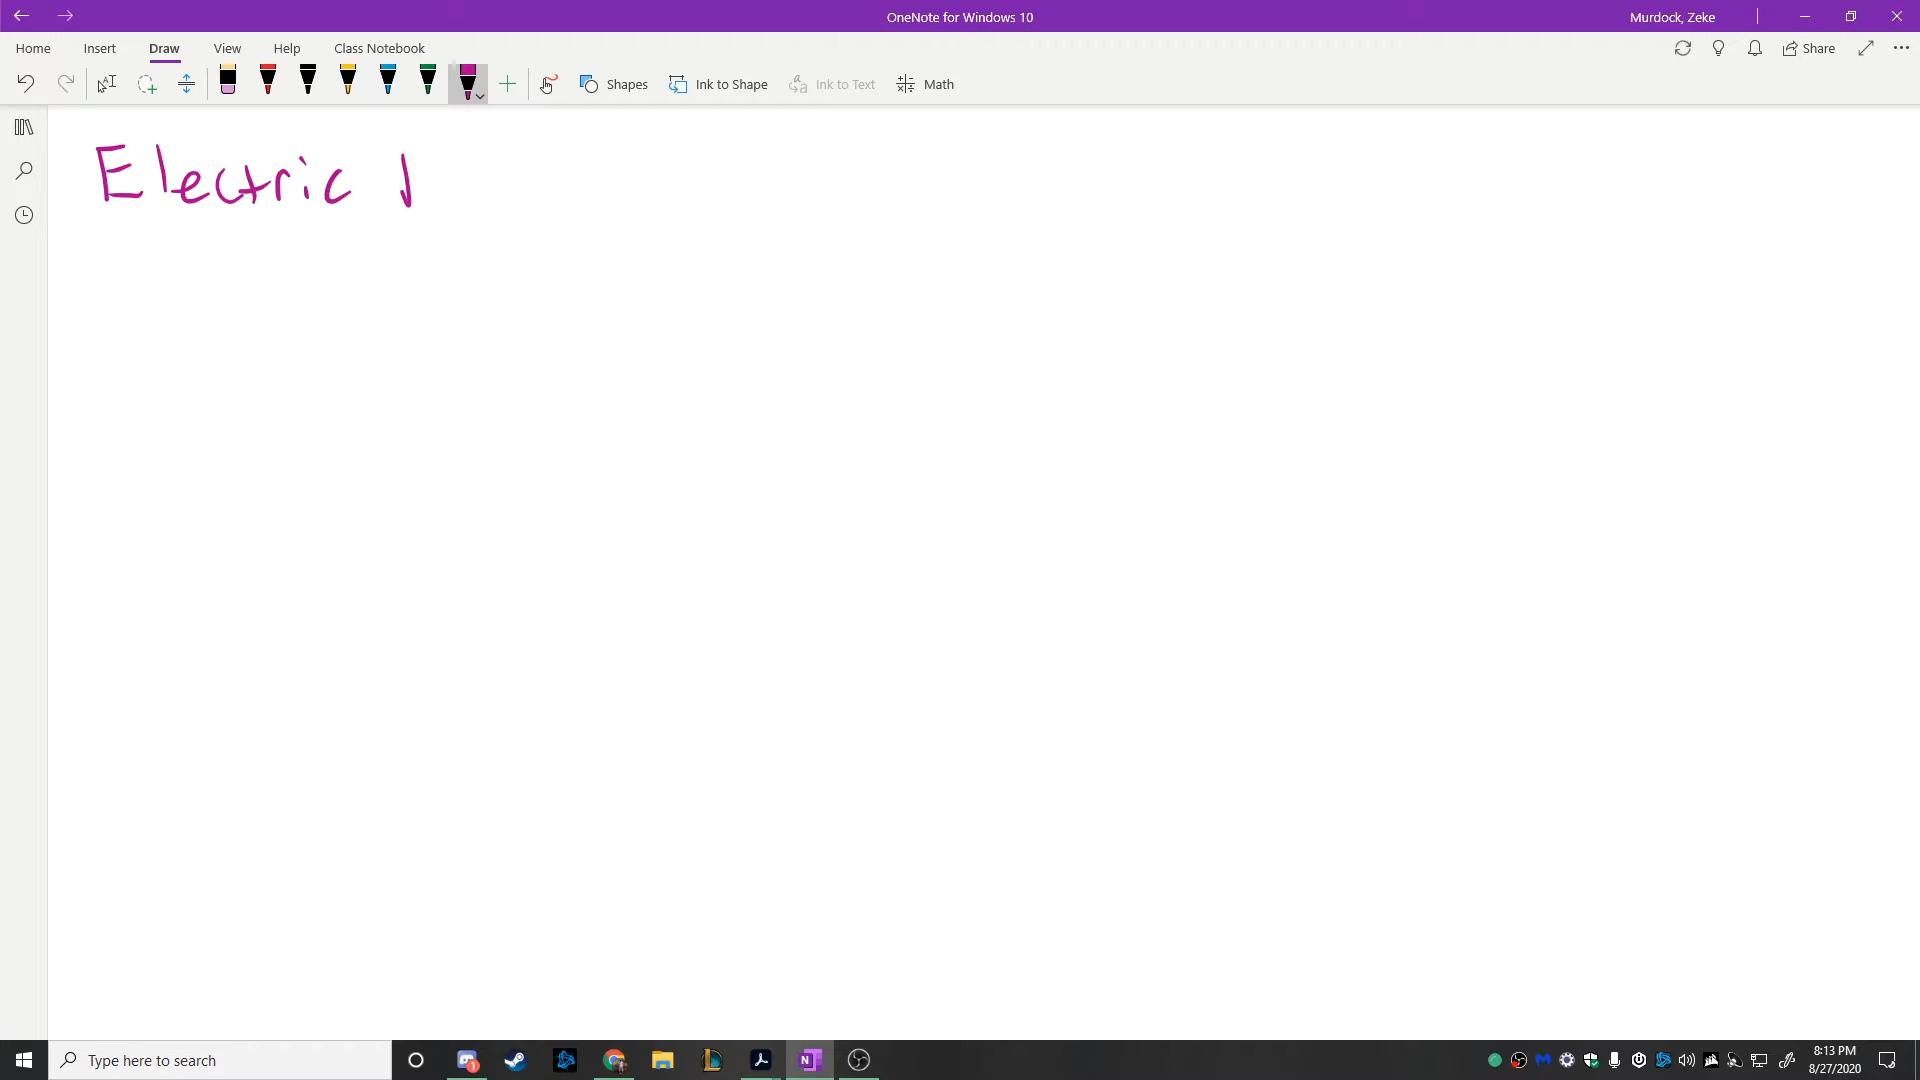 OneNote for Windows 10
Murdock, Zeke
Home Insert Draw View Help Class Notebook
Share
Shapes Ink to Shape Ink to Text Math
Electric
Type here to search
1
8:13 PM
8/27/2020